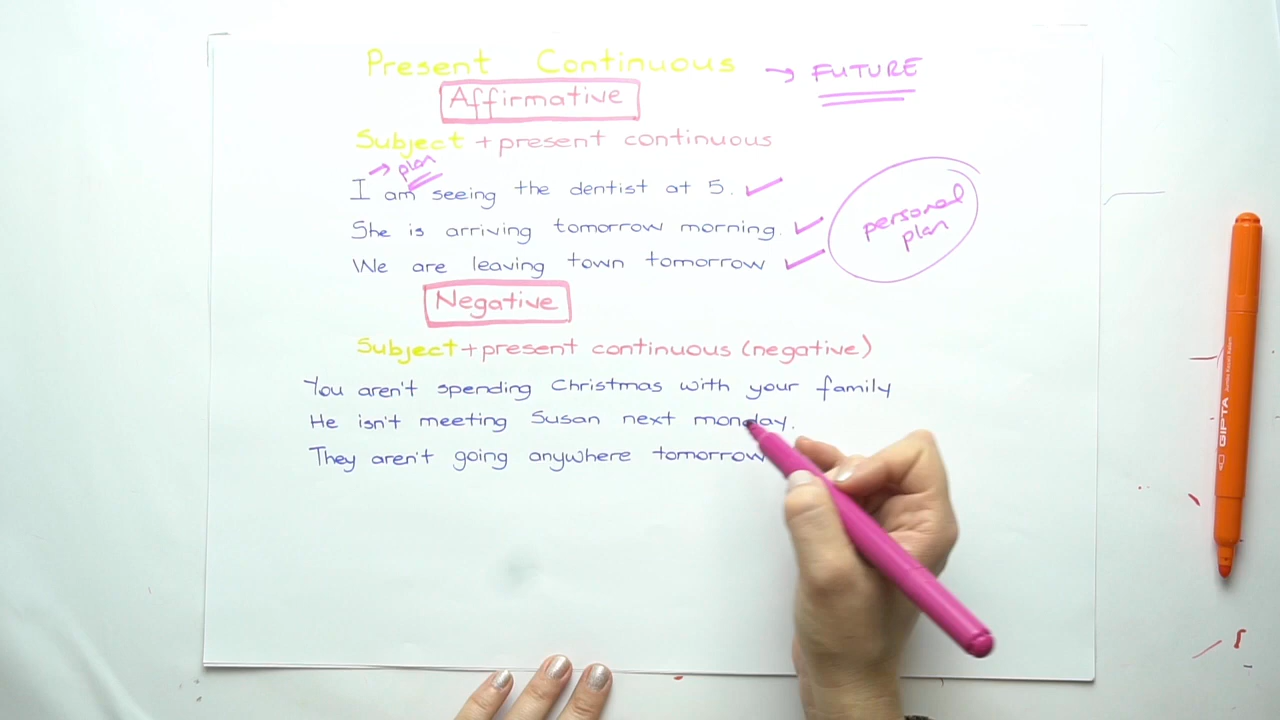 Present Continuous → FUTURE
Affirmative
Subject + present continuous
→ plan
I am seeing the dentist at 5.
She is arriving tomorrow morning.
We are leaving town tomorrow
personal
plan
Negative
Subject + present continuous (negative)
You aren't spending Christmas with your family
He isn't meeting Susan next monday.
They aren't going anywhere tomorrow
GIPTA